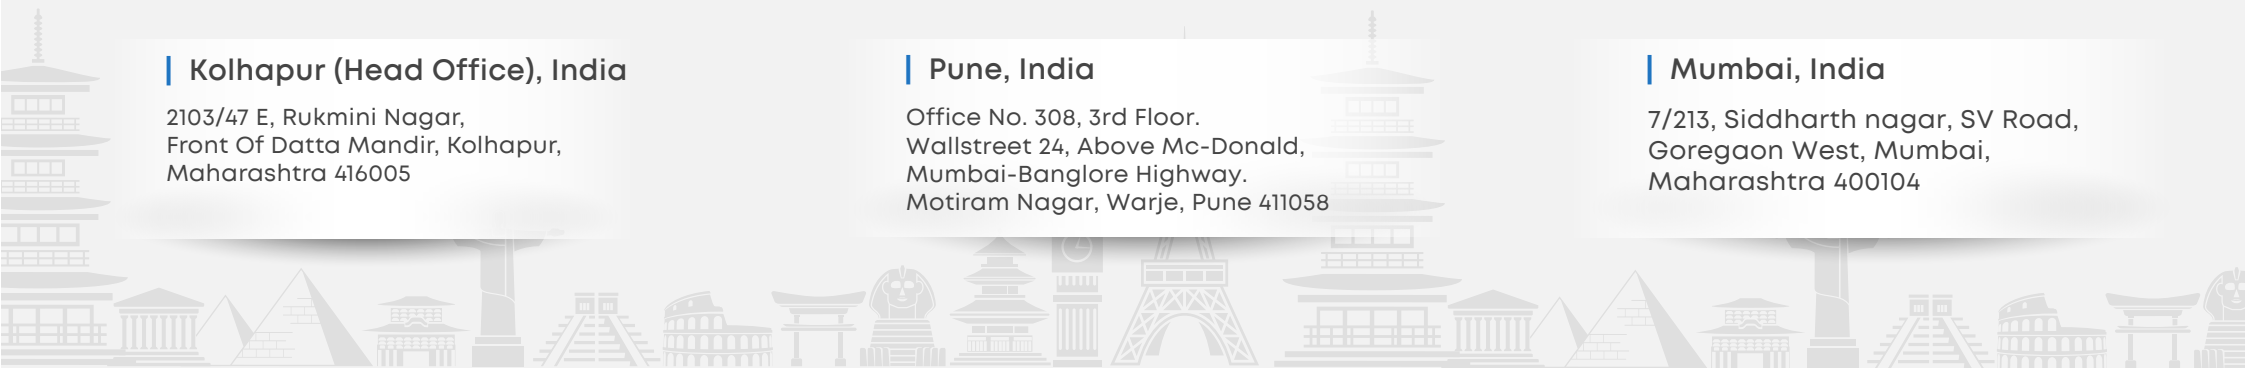 Kolhapur (Head Office), India
2103/47 E, Rukmini Nagar,
Front Of Datta Mandir, Kolhapur,
Maharashtra 416005
Pune, India
Office No. 308, 3rd Floor.
Wallstreet 24, Above Mc-Donald,
Mumbai-Banglore Highway.
Motiram Nagar, Warje, Pune 411058
Mumbai, India
7/213, Siddharth nagar, SV Road,
Goregaon West, Mumbai,
Maharashtra 400104